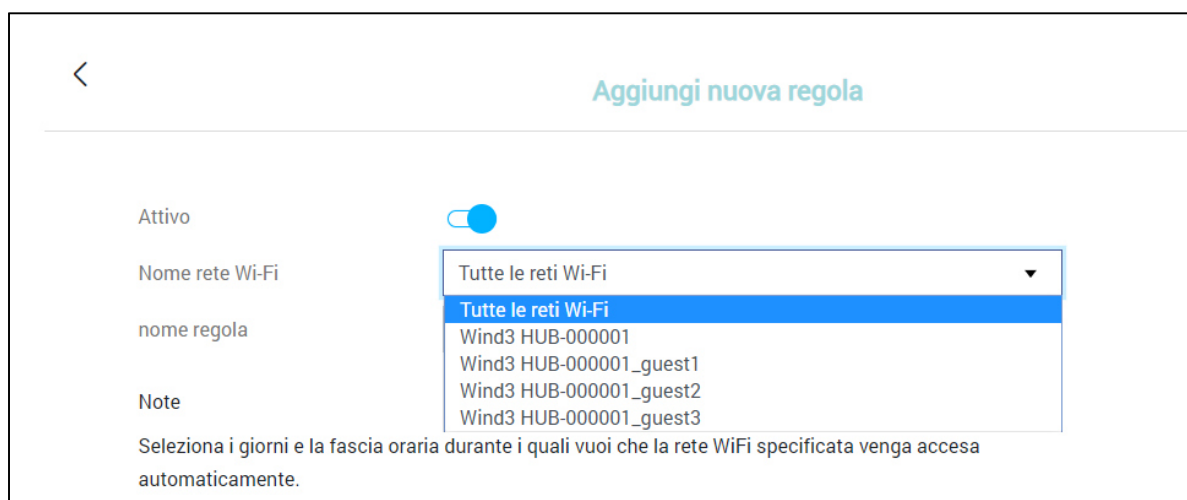 Aggiungi nuova regola
Attivo
Nome rete Wi-Fi
Tutte le reti Wi-Fi
Tutte le reti Wi-Fi
Wind3 HUB-000001
nome regola
Wind3 HUB-000001_guest1
Wind3 HUB-000001_guest2
Wind3 HUB-000001_guest3
Note
Seleziona i giorni e la fascia oraria durante i quali vuoi che la rete WiFi specificata venga accesa
automaticamente.